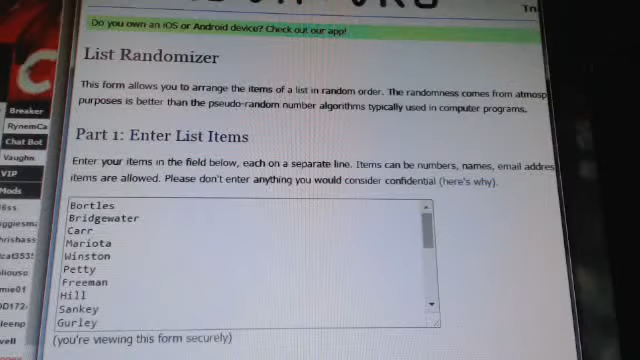 Do you own an iOS or Android device? Check out our app!
List Randomizer
This form allows you to arrange the items of a list in random order. The randomness comes from
purposes is better than the pseudo-random number algorithms typically used in computer programs.
Part 1: Enter List Items
Enter your items in the field below, each on a separate line. Items can be numbers, names, email
items are allowed. Please don't enter anything you would consider confidential (here's why).
Bortles
Bridgewater
Carr
Mariota
Winston
Petty
Freeman
Hill
Sankey
Gurley
(you're viewing this form securely)
Breaker
RynemCa
Chat Bot
Vaughn
VIP
Mods